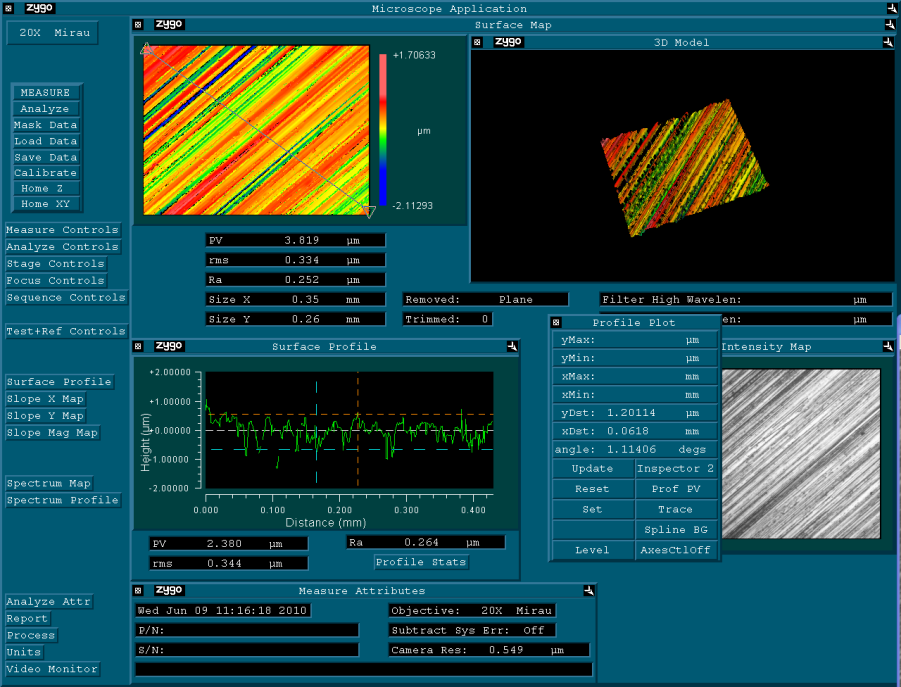 zygo Microscope Application
20X Mirau
MEASURE
Analyze
Mask Data
Load Data
Save Data
Calibrate
Home Z
Home XY
Measure Controls
Analyze Controls
Stage Controls
Focus Controls
Sequence Controls
Test+Ref Controls
Surface Profile
Slope X Map
Slope Y Map
Slope Mag Map
Spectrum Map
Spectrum Profile
Analyze Attr
Report
Process
Units
Video Monitor
zygo Surface Map
+1.70633
µm
-2.11293
PV 3.819 µm
rms 0.334 µm
Ra 0.252 µm
Size X 0.35 mm
Size Y 0.26 mm
Removed: Plane
Trimmed: 0
Filter High Wavelen: µm
en: µm
zygo 3D Model
zygo Surface Profile
+2.00000
+1.00000
+0.00000
-1.00000
-2.00000
Height (µm)
0.000 0.100 0.200 0.300 0.400
Distance (mm)
PV 2.380 µm
rms 0.344 µm
Ra 0.264 µm
Profile Stats
Profile Plot
yMax: µm
yMin: µm
xMax: mm
xMin: mm
yDst: 1.20114 µm
xDst: 0.0618 mm
angle: 1.11406 degs
Update Inspector 2
Reset Prof PV
Set Trace
Spline BG
Level AxesCtlOff
Intensity Map
zygo Measure Attributes
Wed Jun 09 11:16:18 2010
P/N:
S/N:
Objective: 20X Mirau
Subtract Sys Err: Off
Camera Res: 0.549 µm